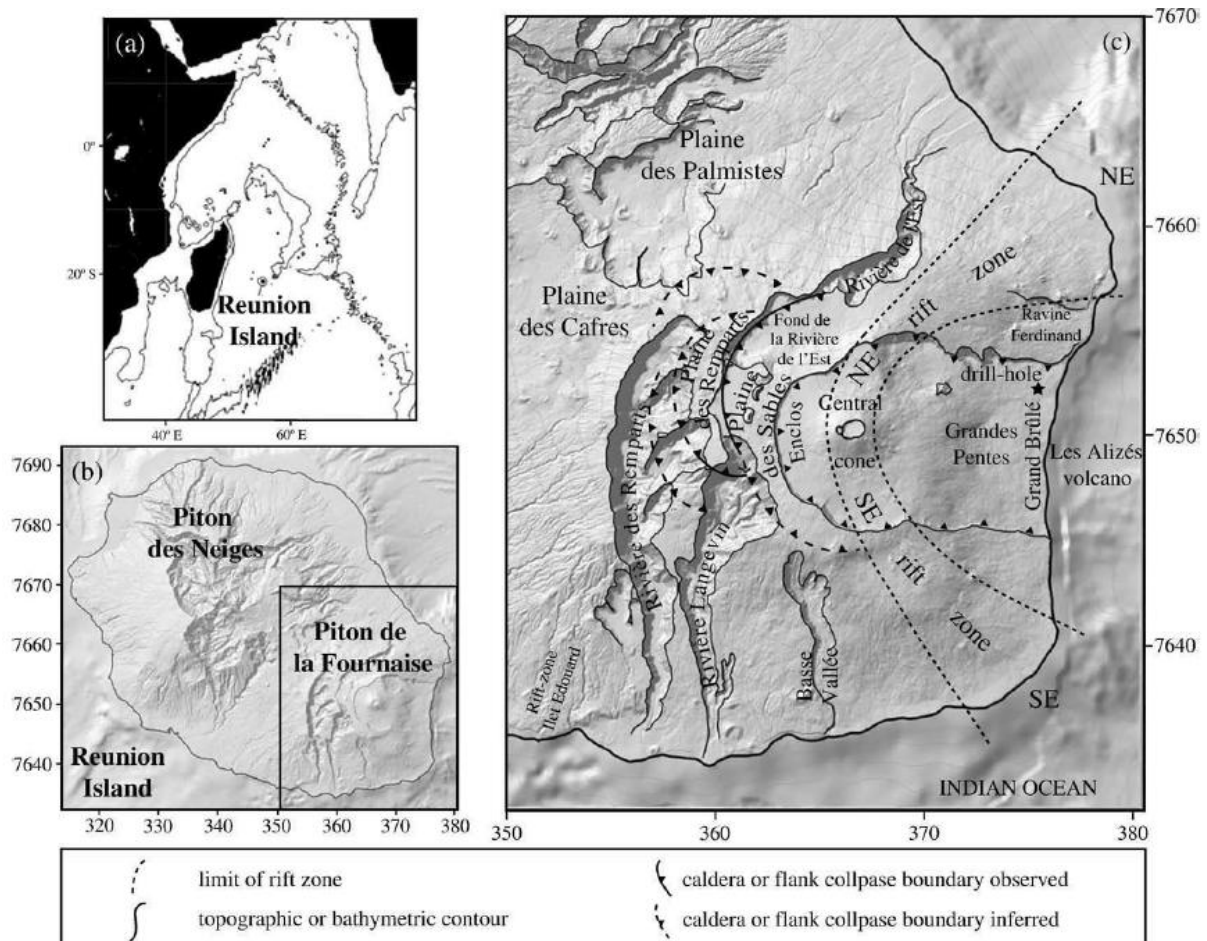 (a)
0°
20° S
Reunion
Island
40° E
60° E
(b)
7690
7680
7670
7660
7650
7640
Piton
des Neiges
Piton de
la Fournaise
Reunion
Island
320
330
340
350
360
370
380
(c)
7670
7660
7650
7640
Plaine
des Palmistes
Plaine
des Cafres
NE
Rivière de l'Est
zone
rift
NE
Ravine
Ferdinand
Fond de
la Rivière
de l'Est
Plaine
des Remparts
Plaine
des Sables
Enclos
drill-hole
Central
cone
Grandes
Pentes
Grand Brûlé
Les Alizés
volcano
Rivière des Remparts
Rivière Langevin
SE
rift
zone
Basse
Vallée
Rift-zone
Ilet Edouard
SE
INDIAN OCEAN
350
360
370
380
limit of rift zone
topographic or bathymetric contour
caldera or flank collpase boundary observed
caldera or flank collpase boundary inferred